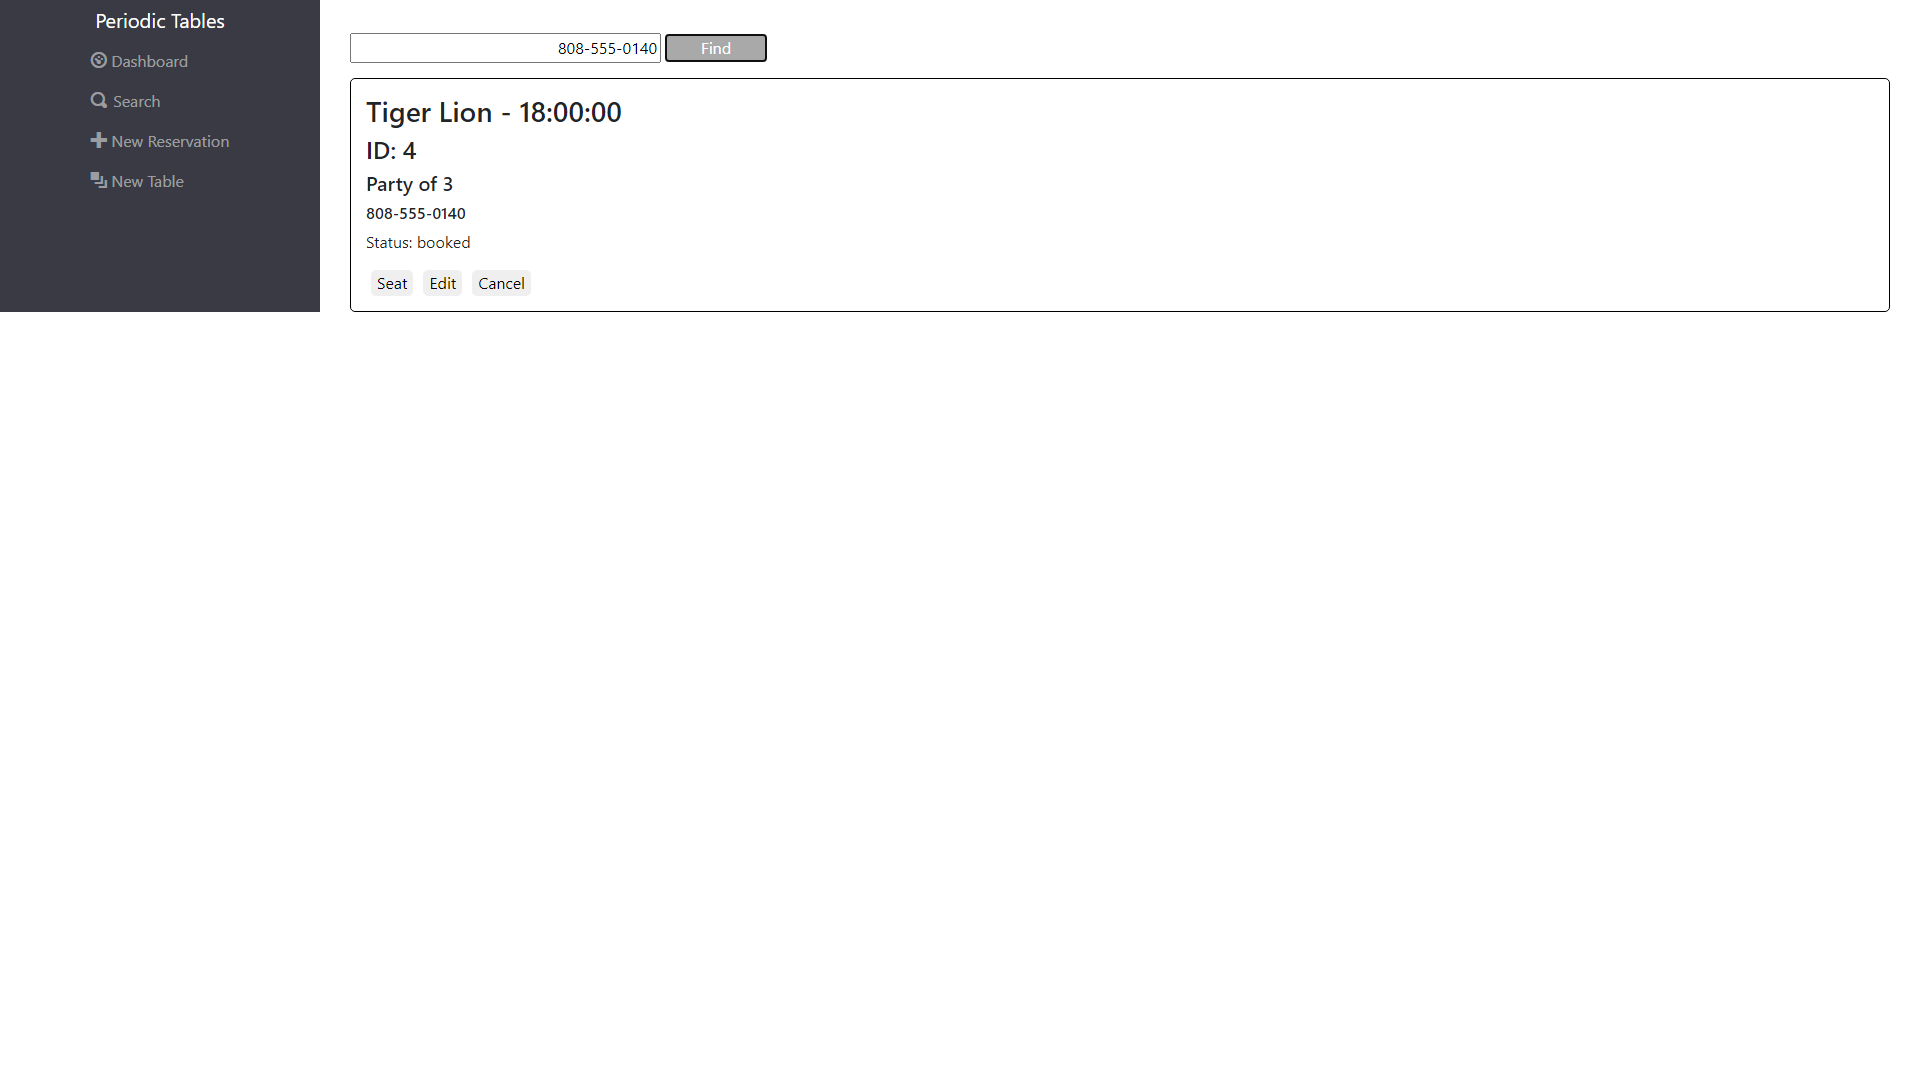 Periodic Tables
Dashboard
Search
New Reservation
New Table
808-555-0140 Find
Tiger Lion - 18:00:00
ID: 4
Party of 3
808-555-0140
Status: booked
Seat Edit Cancel